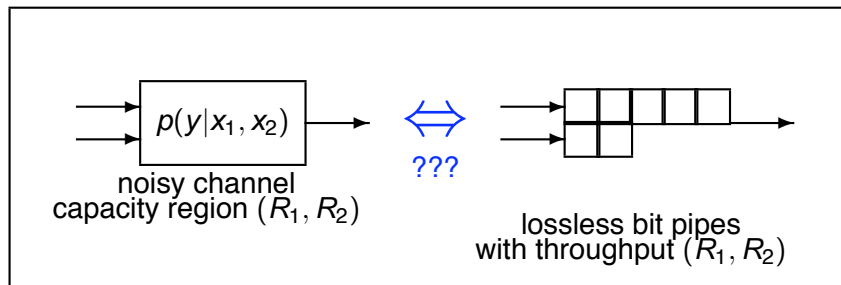 p(y|x₁, x₂)
???
noisy channel
capacity region (R₁, R₂)
lossless bit pipes
with throughput (R₁, R₂)